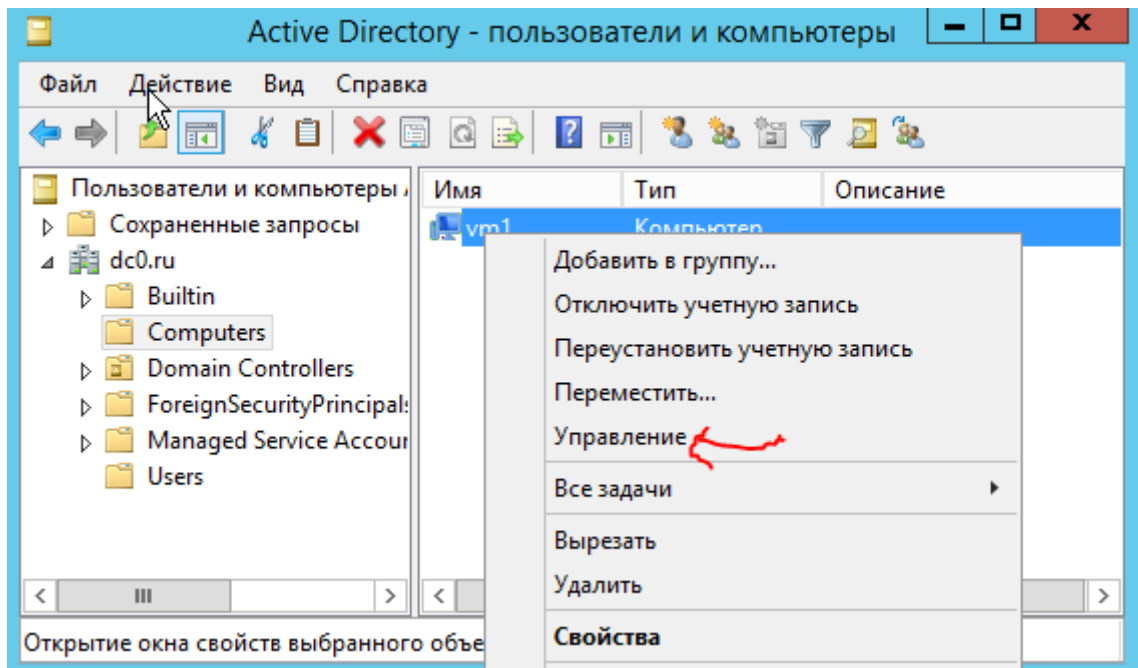 Active Directory - пользователи и компьютеры
Файл Действие Вид Справка
Пользователи и компьютеры
Сохраненные запросы
dc0.ru
Builtin
Computers
Domain Controllers
ForeignSecurityPrincipals
Managed Service Accour
Users
Имя Тип Описание
vm1 Компьютер
Добавить в группу...
Отключить учетную запись
Переустановить учетную запись
Переместить...
Управление
Все задачи
Вырезать
Удалить
Свойства
Открытие окна свойств выбранного объе